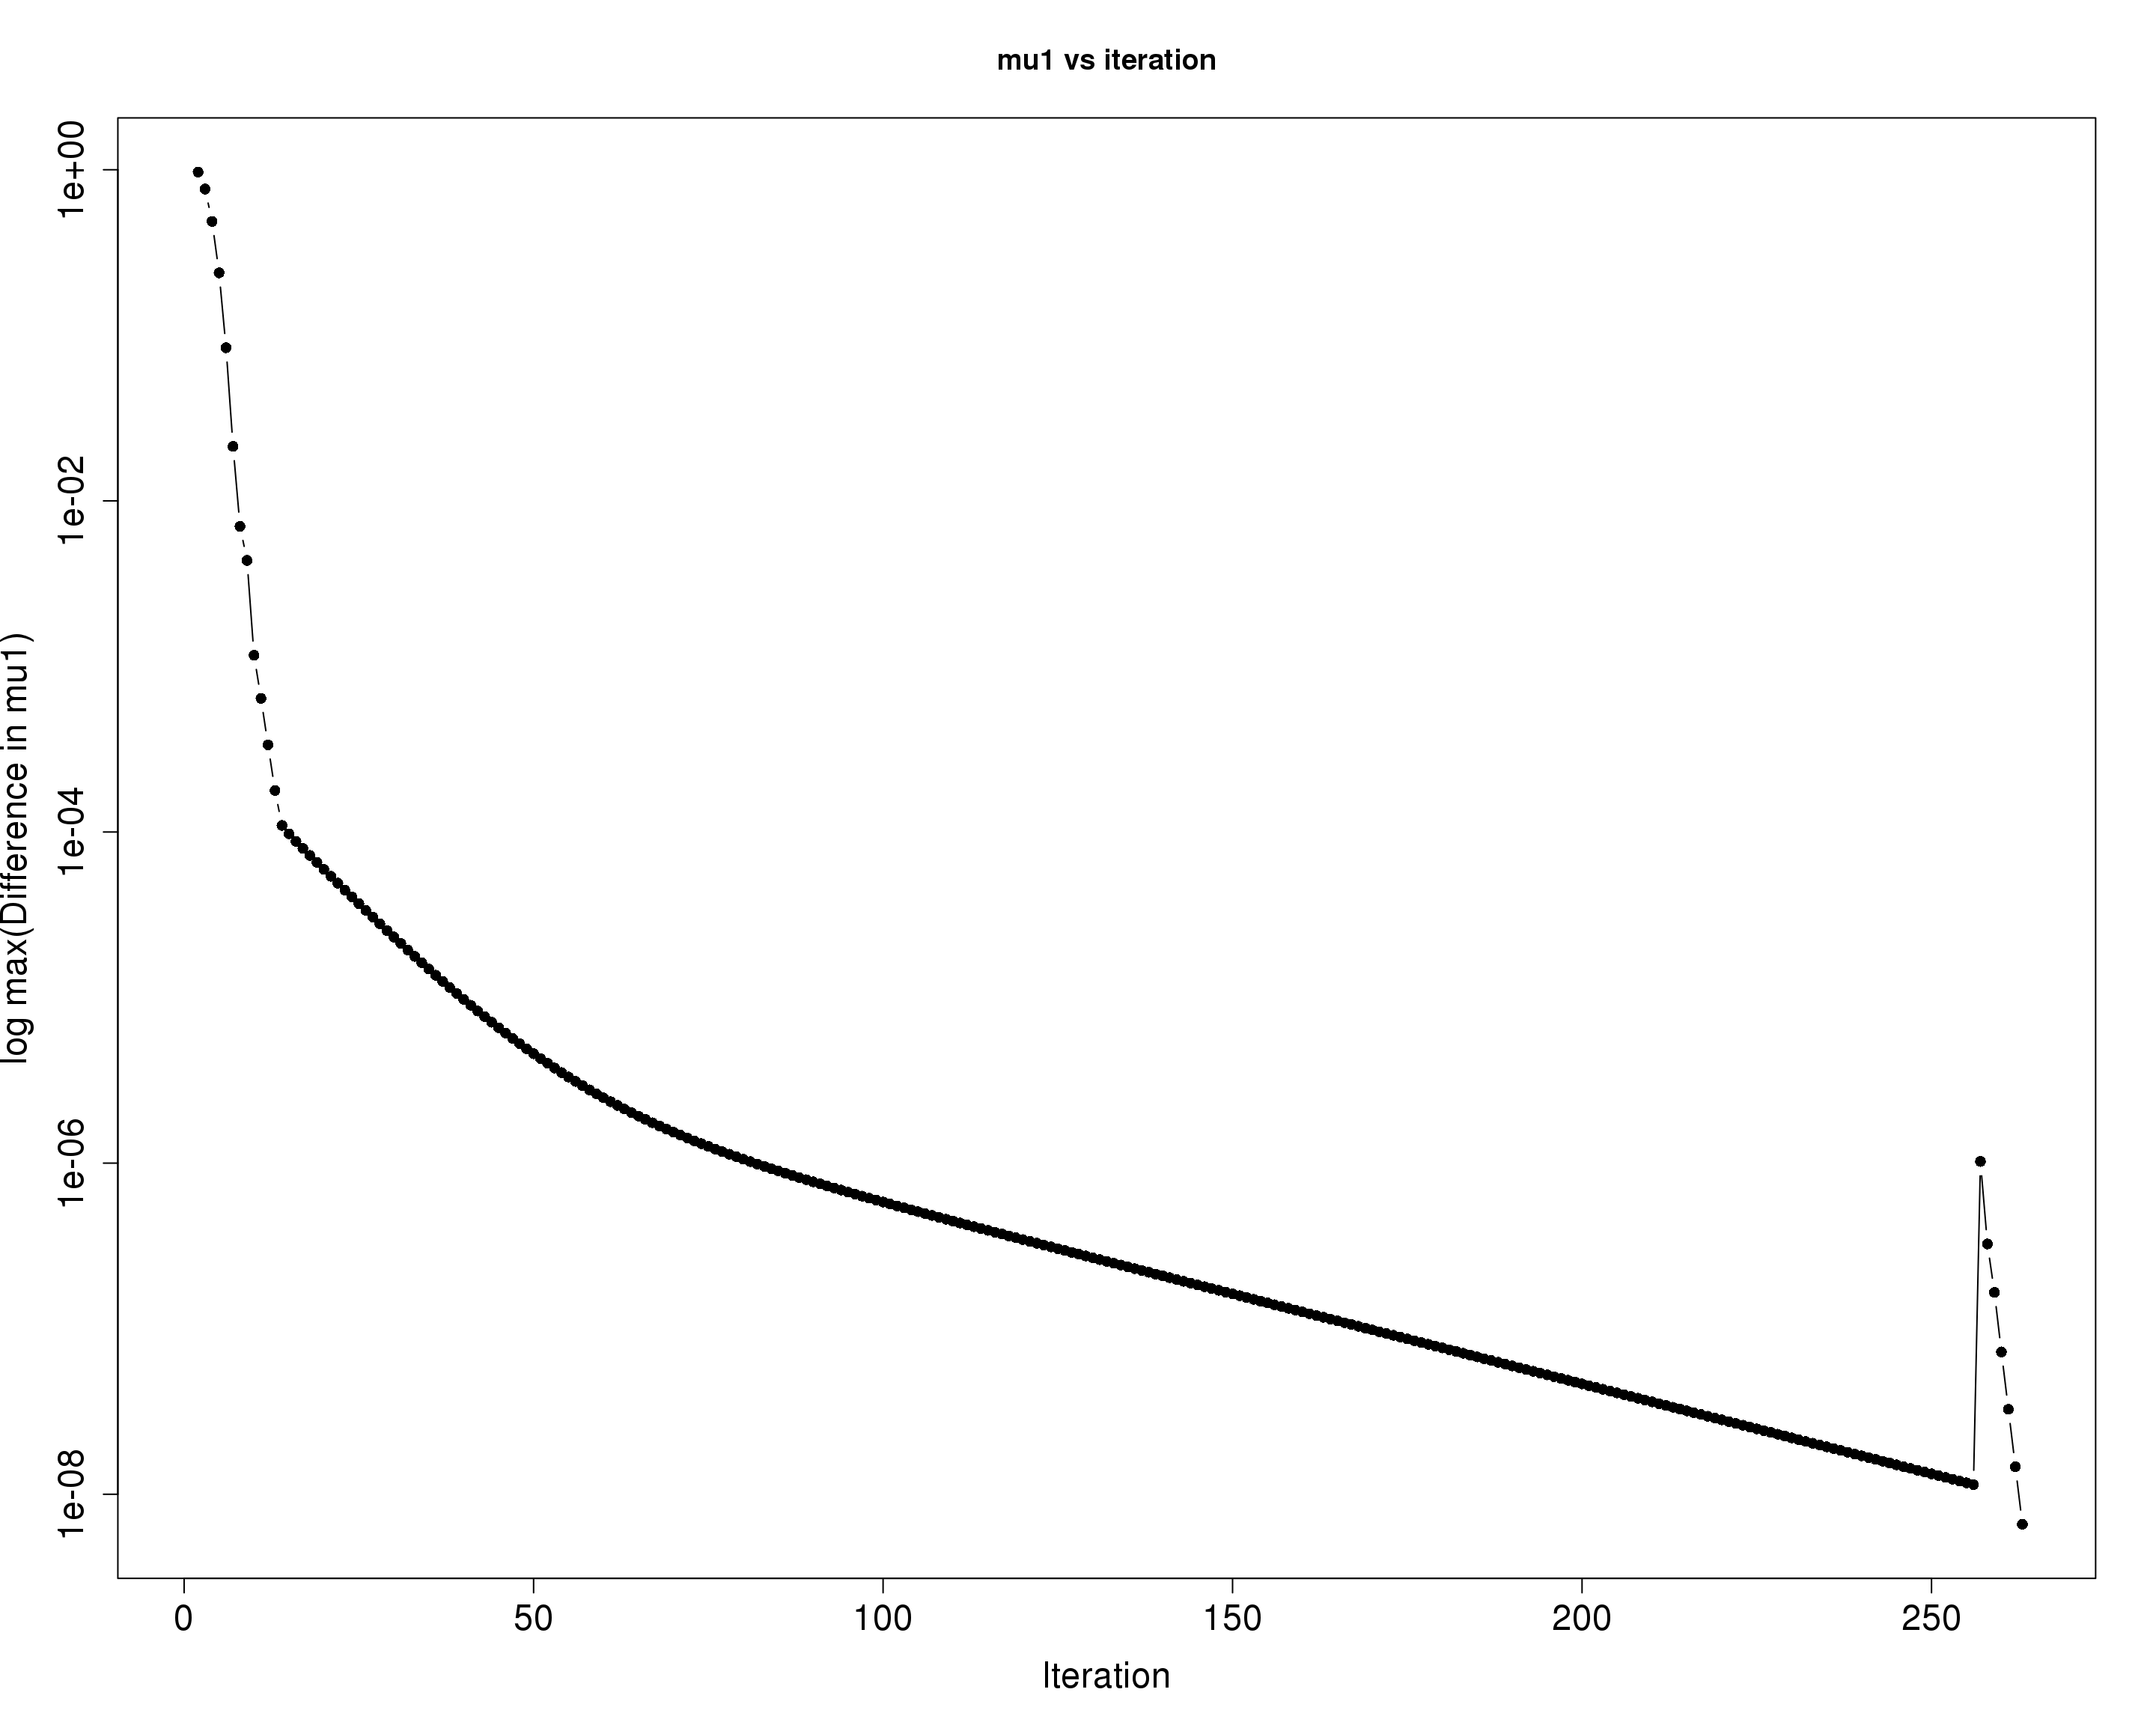 mu1 vs iteration
1e+00
1e-02
1e-04
1e-06
1e-08
log max(Difference in mu1)
0 50 100 150 200 250
Iteration